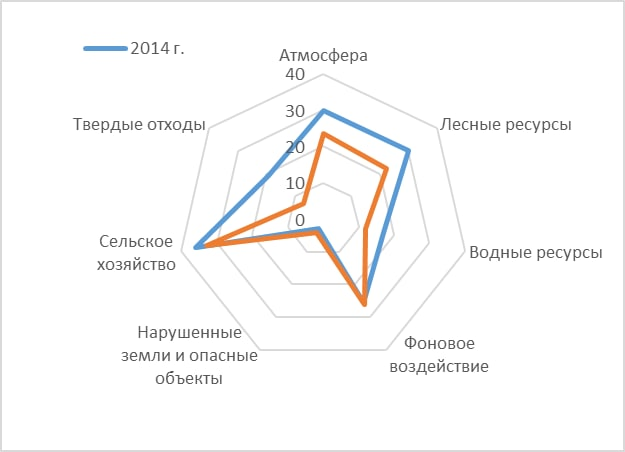 2014 г.
Атмосфера
40
30
20
10
0
Лесные ресурсы
Водные ресурсы
Фоновое
воздействие
Нарушенные
земли и опасные
объекты
Сельское
хозяйство
Твердые отходы